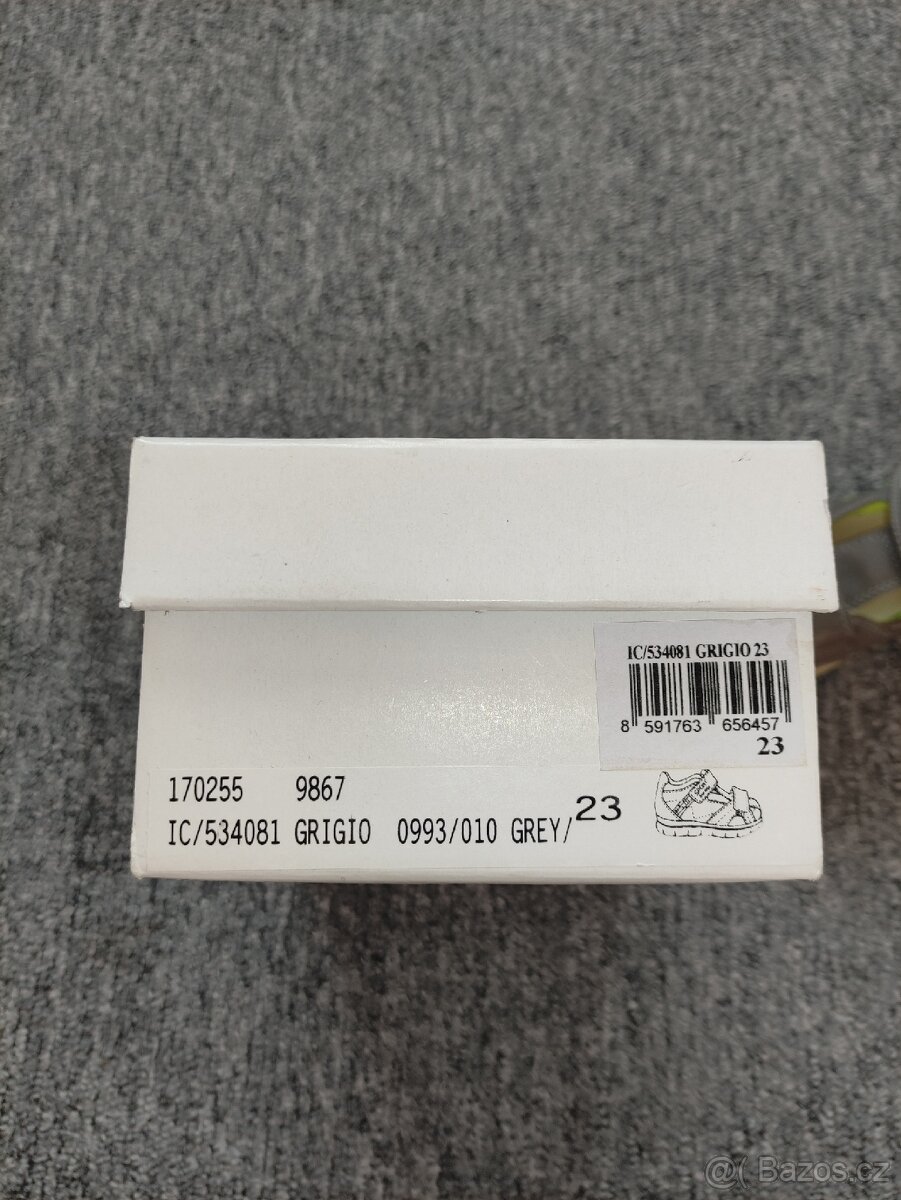 IC/534081 GRIGIO 23
8 591763 656457
23
170255 9867
IC/534081 GRIGIO 0993/010 GREY/23
@( Bazos.cz